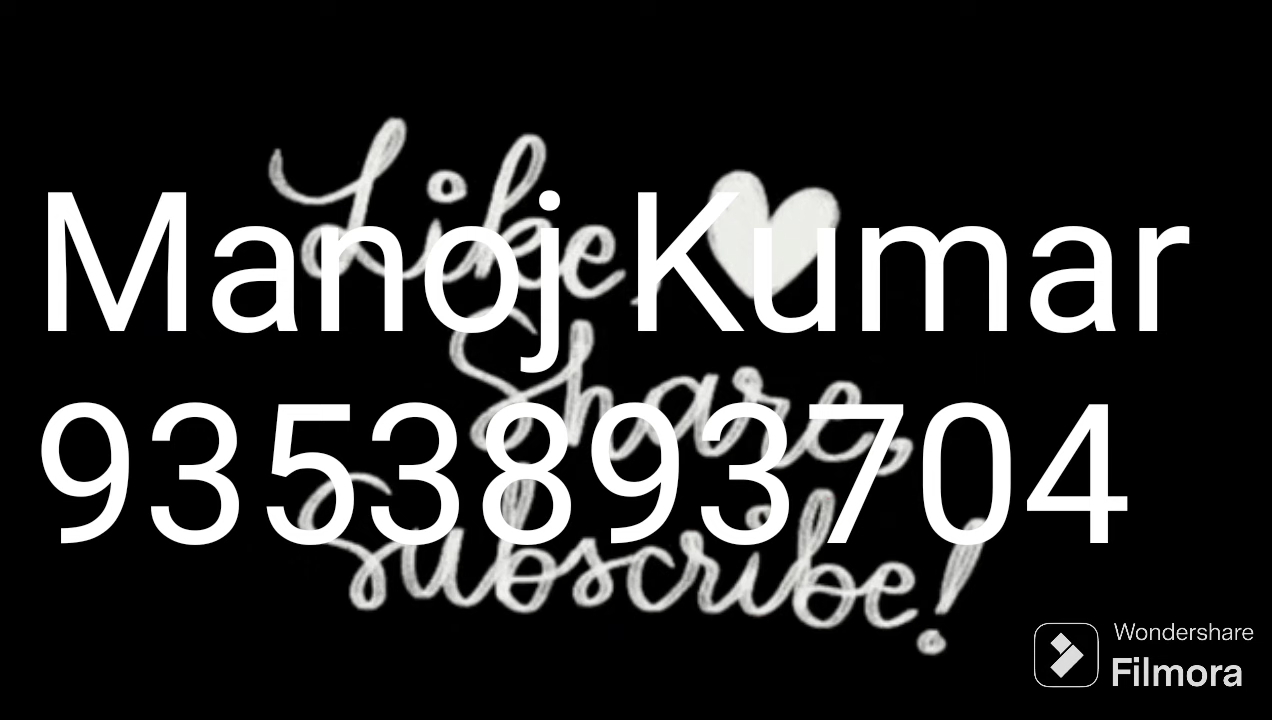 Like,
Manoj Kumar
Share,
9353893704
Subscribe!
Wondershare
Filmora